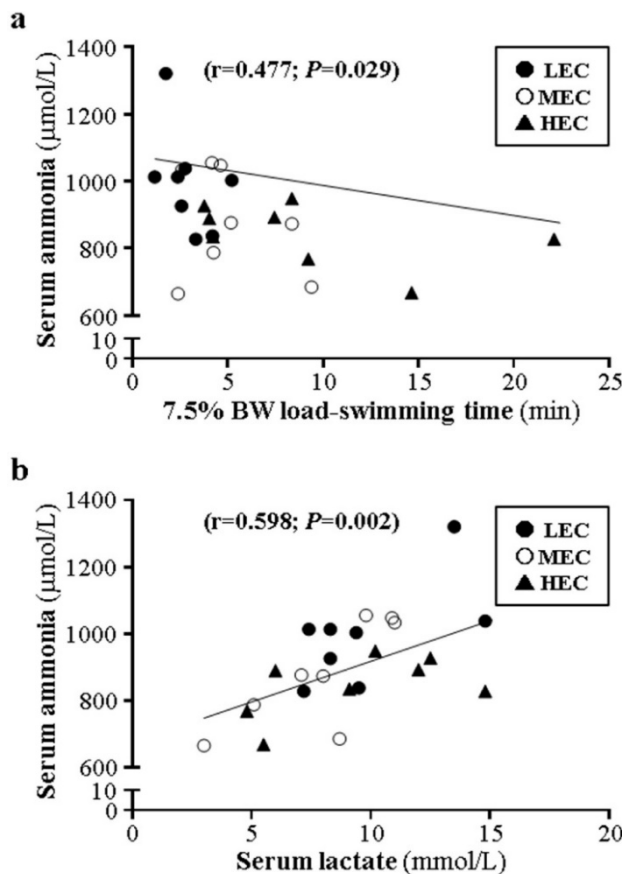 a
(r=0.477; P=0.029)
● LEC
○ MEC
▲ HEC
Serum ammonia (μmol/L)
1400
1200
1000
800
600
10
0
0 5 10 15 20 25
7.5% BW load-swimming time (min)
b
(r=0.598; P=0.002)
● LEC
○ MEC
▲ HEC
Serum ammonia (μmol/L)
1400
1200
1000
800
600
10
0
0 5 10 15 20
Serum lactate (mmol/L)